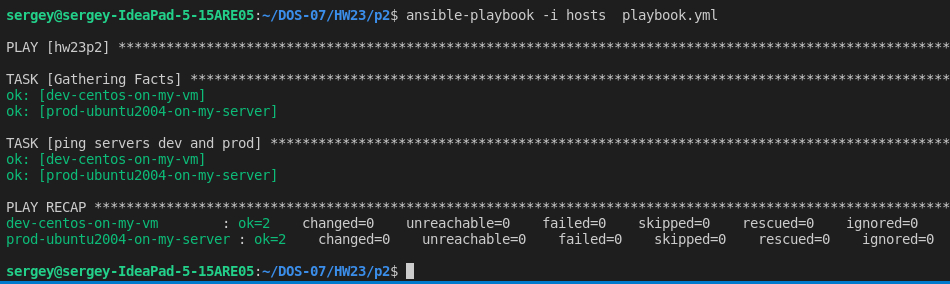 sergey@sergey-IdeaPad-5-15ARE05:~/DOS-07/HW23/p2$ ansible-playbook -i hosts  playbook.yml
PLAY [hw23p2] ********************************************************************************************************
TASK [Gathering Facts] ***********************************************************************************************
ok: [dev-centos-on-my-vm]
ok: [prod-ubuntu2004-on-my-server]
TASK [ping servers dev and prod] *************************************************************************************
ok: [dev-centos-on-my-vm]
ok: [prod-ubuntu2004-on-my-server]
PLAY RECAP ***********************************************************************************************************
dev-centos-on-my-vm        : ok=2    changed=0    unreachable=0    failed=0    skipped=0    rescued=0    ignored=0
prod-ubuntu2004-on-my-server : ok=2    changed=0    unreachable=0    failed=0    skipped=0    rescued=0    ignored=0
sergey@sergey-IdeaPad-5-15ARE05:~/DOS-07/HW23/p2$